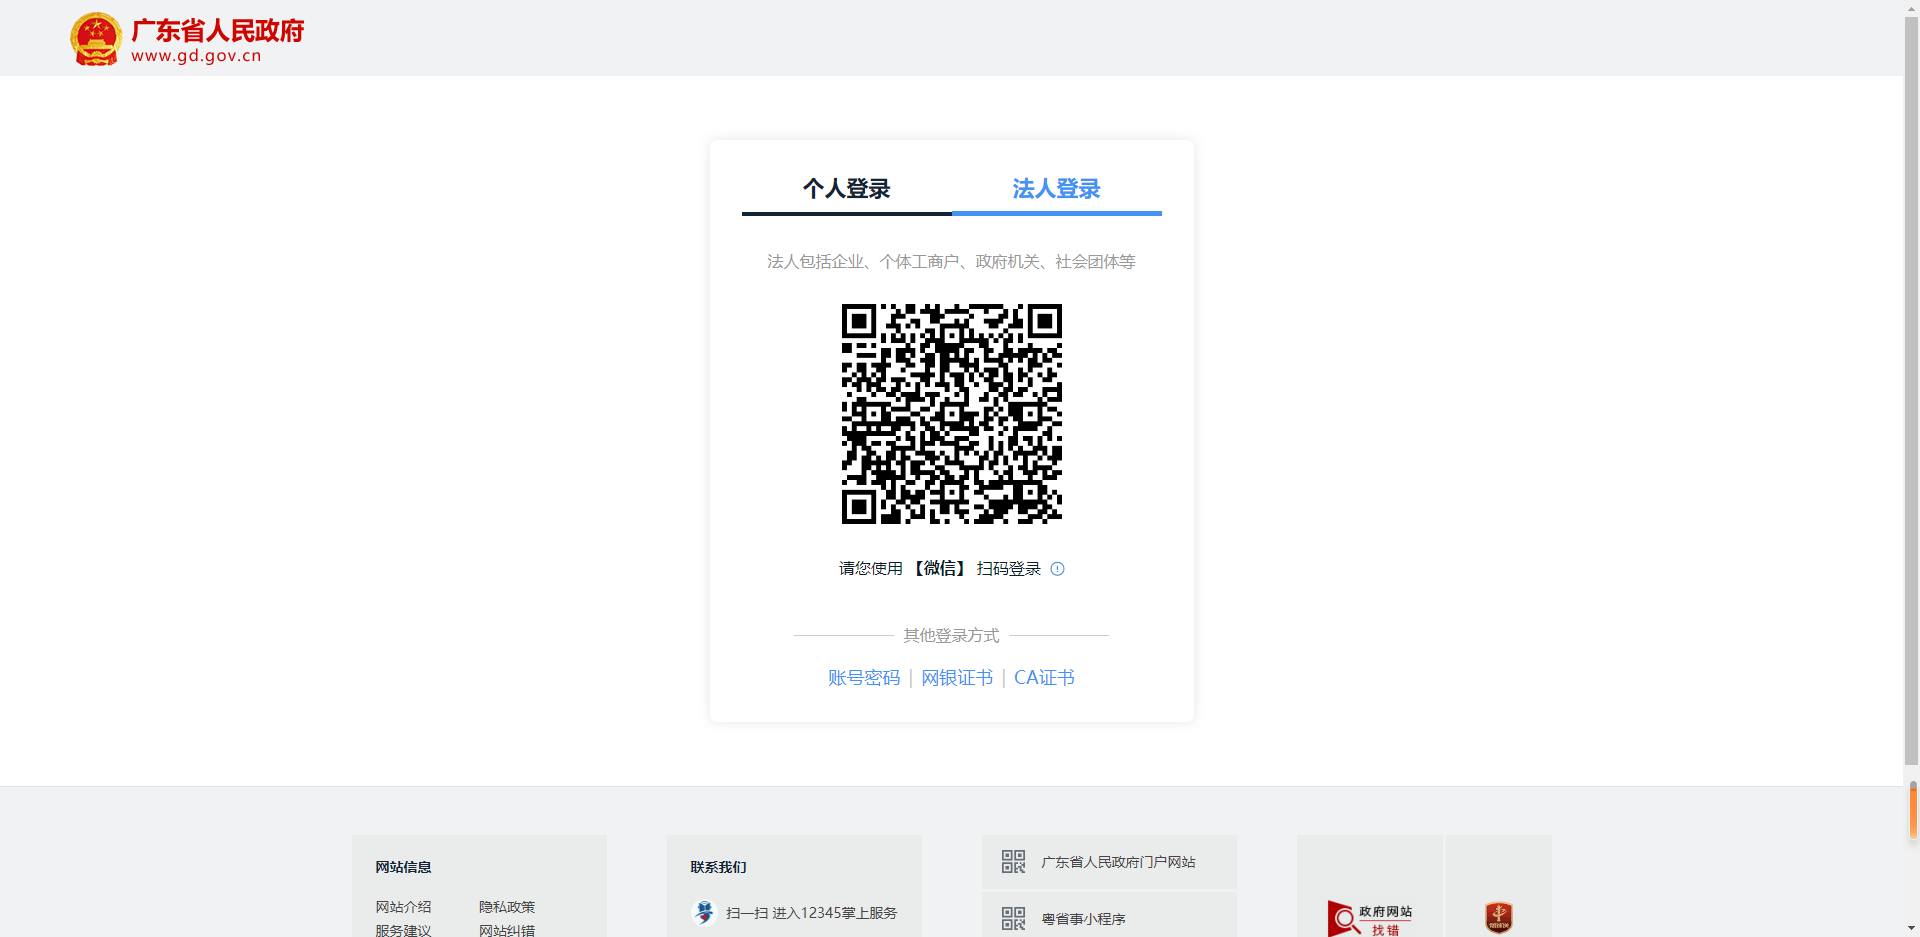 广东省人民政府
www.gd.gov.cn
个人登录
法人登录
法人包括企业、个体工商户、政府机关、社会团体等
请您使用 【微信】 扫码登录
其他登录方式
账号密码 | 网银证书 | CA证书
网站信息
网站介绍
隐私政策
服务建议
网站纠错
联系我们
扫一扫 进入12345掌上服务
广东省人民政府门户网站
粤省事小程序
政府网站
找错